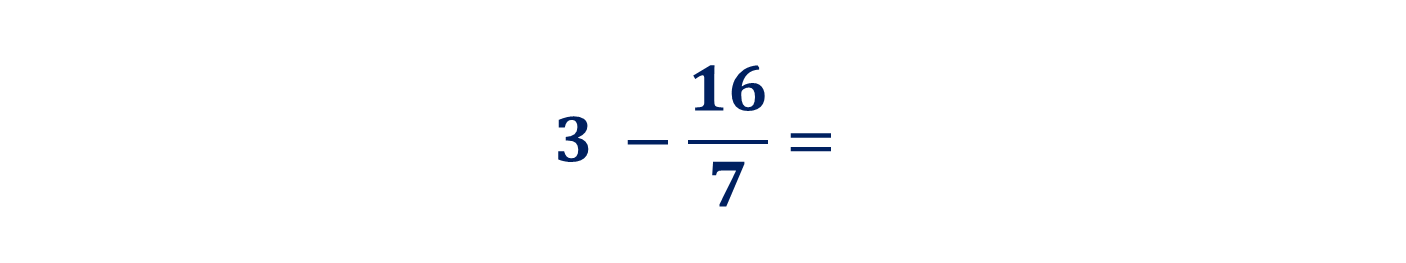 3 − 16/7 =